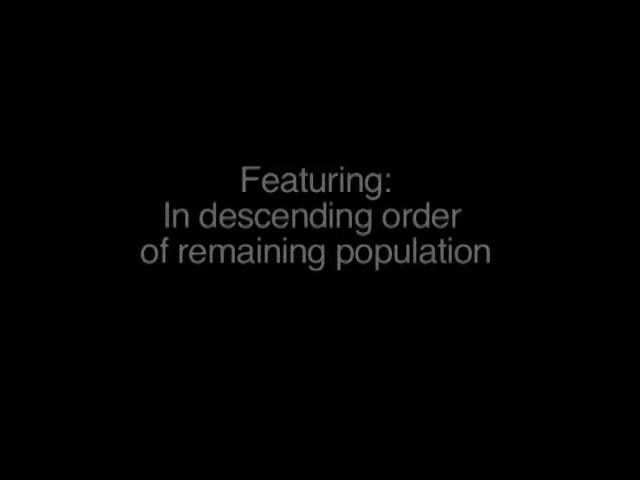 Featuring:
In descending order
of remaining population